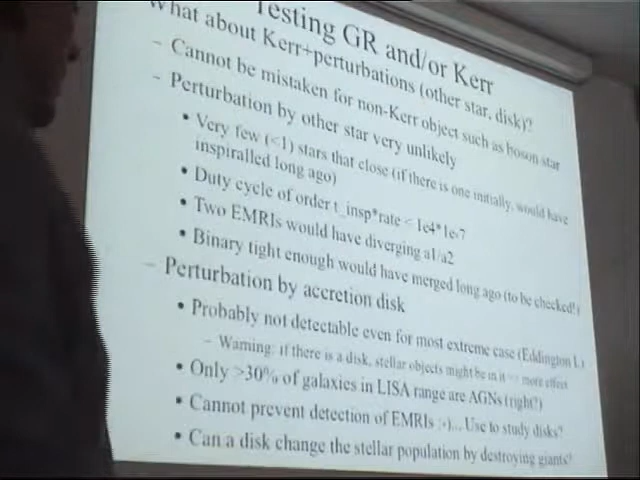 Testing GR and/or Kerr
What about Kerr+perturbations (other star, disk)?
– Cannot be mistaken for non-Kerr object such as boson star
– Perturbation by other star very unlikely
• Very few (<1) stars that close (if there is one initially, would have
inspiralled long ago)
• Duty cycle of order t_insp*rate < 1e4*1e-7
• Two EMRIs would have diverging a1/a2
• Binary tight enough would have merged long ago (to be checked!)
– Perturbation by accretion disk
• Probably not detectable even for most extreme case (Eddington L)
– Warning: if there is a disk, stellar objects might be in it more effect
• Only >30% of galaxies in LISA range are AGNs (right?)
• Cannot prevent detection of EMRIs :-)... Use to study disks?
• Can a disk change the stellar population by destroying giants?